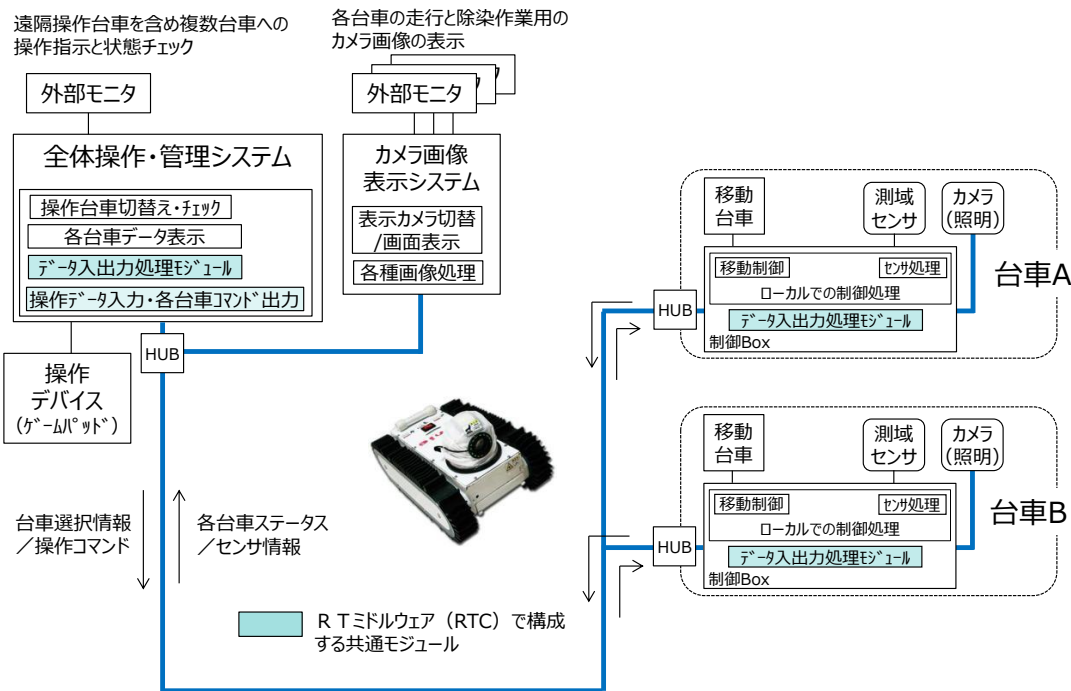 遠隔操作台車を含め複数台車への
操作指示と状態チェック
各台車の走行と除染作業用の
カメラ画像の表示
外部モニタ
外部モニタ
全体操作・管理システム
操作台車切替え・ﾁｪｯｸ
各台車データ表示
ﾃﾞｰﾀ入出力処理ﾓｼﾞｭｰﾙ
操作ﾃﾞｰﾀ入力・各台車ｺﾏﾝﾄﾞ出力
カメラ画像
表示システム
表示カメラ切替
/画面表示
各種画像処理
HUB
操作
デバイス
(ｹﾞｰﾑﾊﾟｯﾄﾞ)
台車選択情報
／操作コマンド
各台車ステータス
／センサ情報
移動
台車
測域
センサ
カメラ
(照明)
移動制御
ｾﾝｻ処理
ローカルでの制御処理
ﾃﾞｰﾀ入出力処理ﾓｼﾞｭｰﾙ
制御Box
HUB
台車A
移動
台車
測域
センサ
カメラ
(照明)
移動制御
ｾﾝｻ処理
ローカルでの制御処理
ﾃﾞｰﾀ入出力処理ﾓｼﾞｭｰﾙ
制御Box
HUB
台車B
ＲＴミドルウェア（RTC）で構成
する共通モジュール